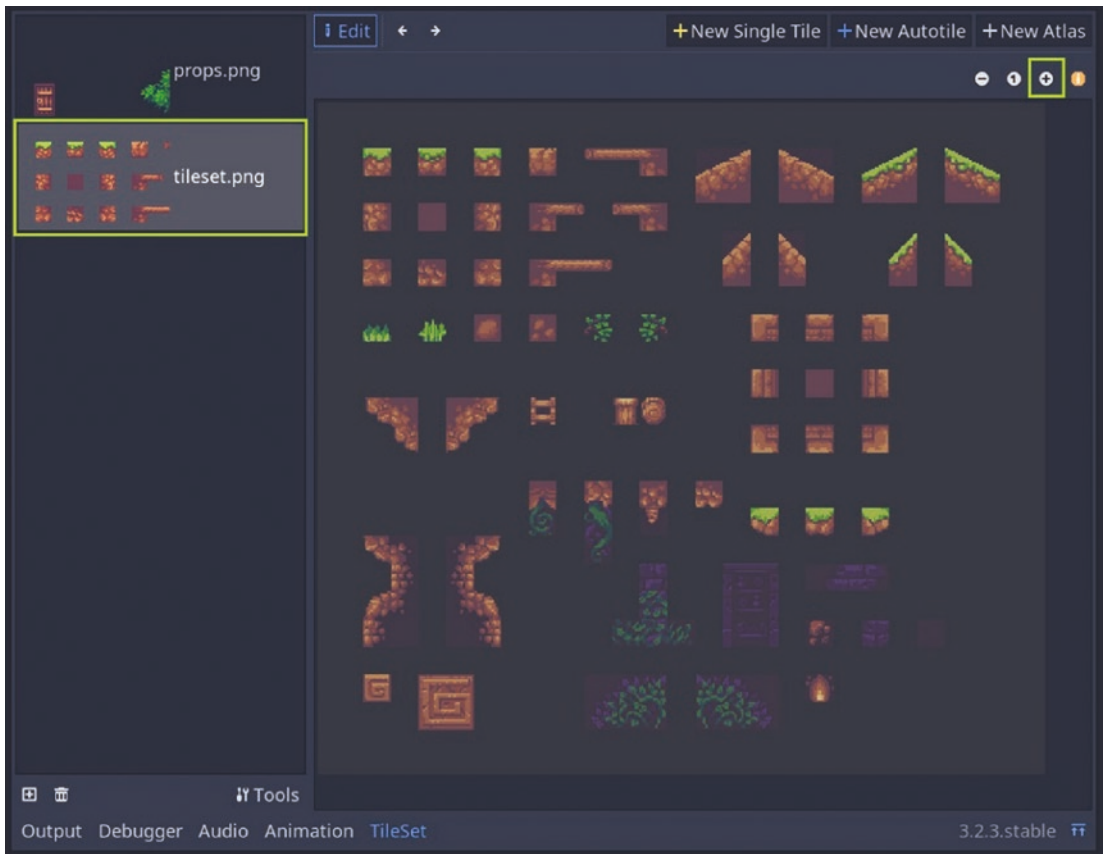 Edit
+New Single Tile
+New Autotile
+New Atlas
props.png
tileset.png
Tools
Output Debugger Audio Animation TileSet
3.2.3.stable